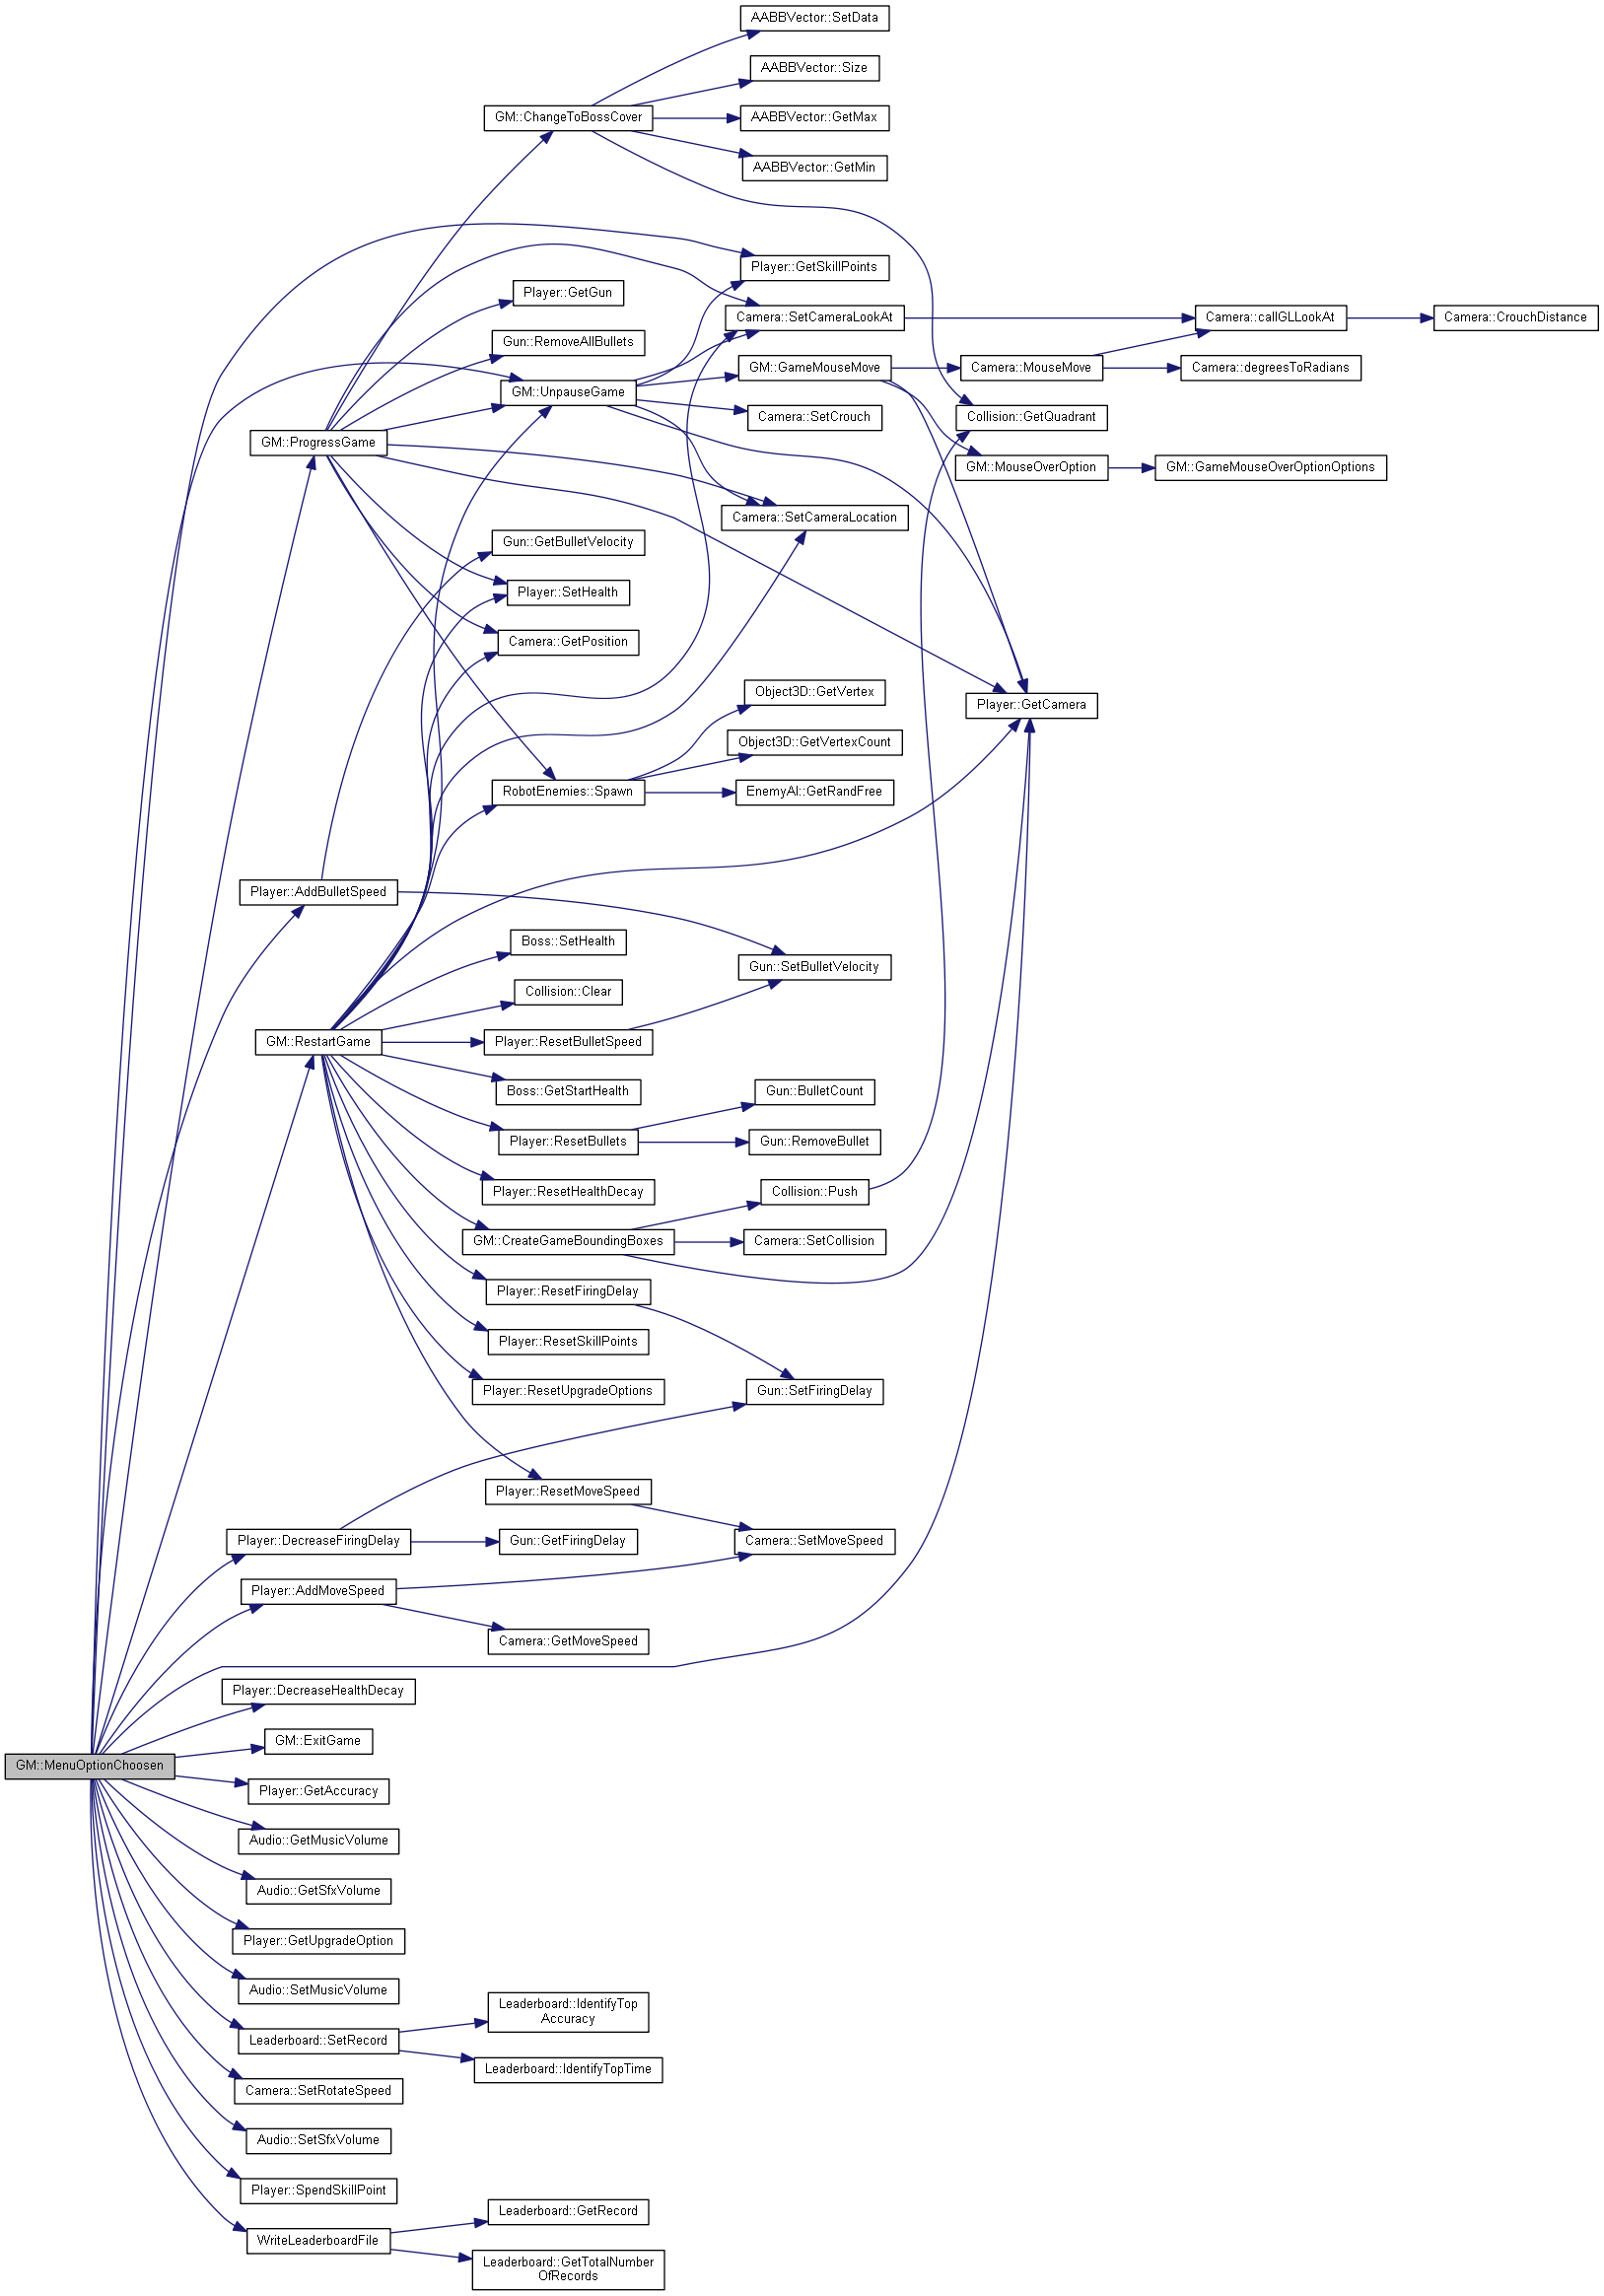 AABBVector::SetData
AABBVector::Size
GM::ChangeToBossCover
AABBVector::GetMax
AABBVector::GetMin
Player::GetSkillPoints
Player::GetGun
Camera::SetCameraLookAt
Camera::callGLLookAt
Camera::CrouchDistance
Gun::RemoveAllBullets
GM::GameMouseMove
Camera::MouseMove
Camera::degreesToRadians
GM::UnpauseGame
Camera::SetCrouch
Collision::GetQuadrant
GM::ProgressGame
GM::MouseOverOption
GM::GameMouseOverOptionOptions
Camera::SetCameraLocation
Gun::GetBulletVelocity
Player::SetHealth
Camera::GetPosition
Object3D::GetVertex
Player::GetCamera
Object3D::GetVertexCount
RobotEnemies::Spawn
EnemyAI::GetRandFree
Player::AddBulletSpeed
Boss::SetHealth
Gun::SetBulletVelocity
Collision::Clear
GM::RestartGame
Player::ResetBulletSpeed
Boss::GetStartHealth
Gun::BulletCount
Player::ResetBullets
Gun::RemoveBullet
Player::ResetHealthDecay
Collision::Push
GM::CreateGameBoundingBoxes
Camera::SetCollision
Player::ResetFiringDelay
Player::ResetSkillPoints
Player::ResetUpgradeOptions
Gun::SetFiringDelay
Player::ResetMoveSpeed
Player::DecreaseFiringDelay
Gun::GetFiringDelay
Camera::SetMoveSpeed
Player::AddMoveSpeed
Camera::GetMoveSpeed
Player::DecreaseHealthDecay
GM::ExitGame
GM::MenuOptionChoosen
Player::GetAccuracy
Audio::GetMusicVolume
Audio::GetSfxVolume
Player::GetUpgradeOption
Audio::SetMusicVolume
Leaderboard::IdentifyTop
Accuracy
Leaderboard::SetRecord
Leaderboard::IdentifyTopTime
Camera::SetRotateSpeed
Audio::SetSfxVolume
Player::SpendSkillPoint
Leaderboard::GetRecord
WriteLeaderboardFile
Leaderboard::GetTotalNumber
OfRecords